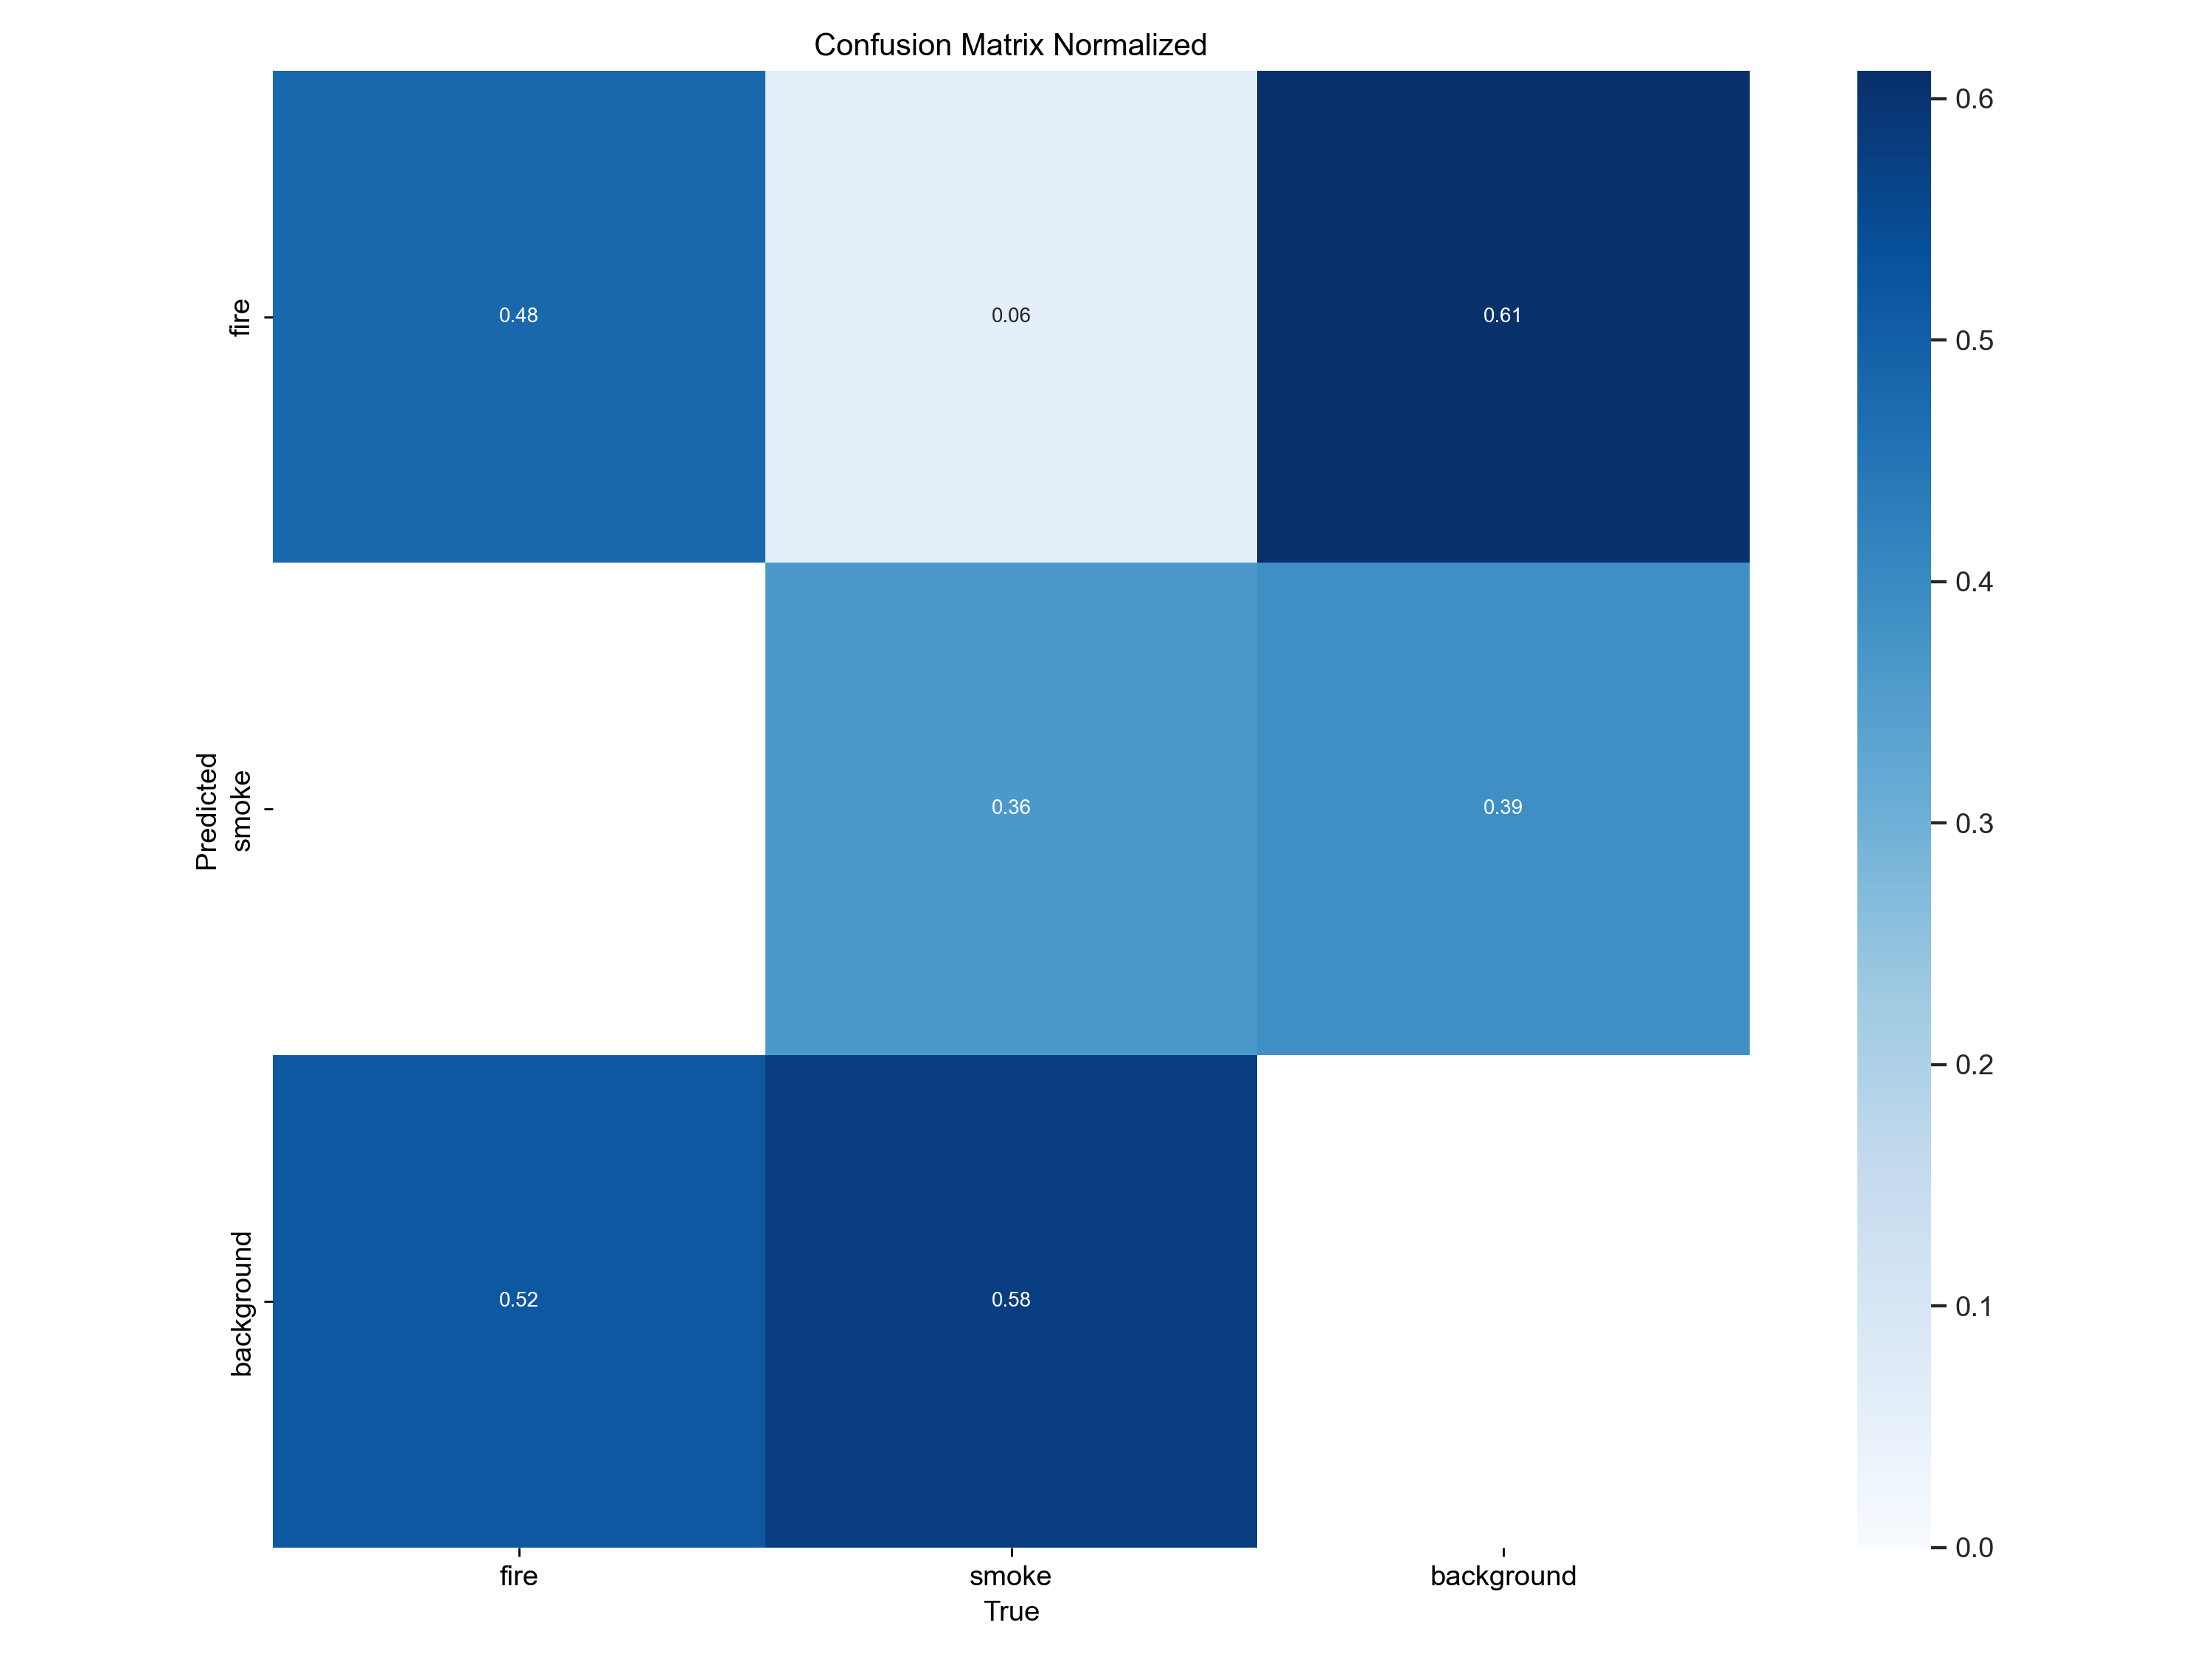 Confusion Matrix Normalized
fire
0.48
0.06
0.61
Predicted
smoke
0.36
0.39
background
0.52
0.58
fire
smoke
background
True
0.6
0.5
0.4
0.3
0.2
0.1
0.0